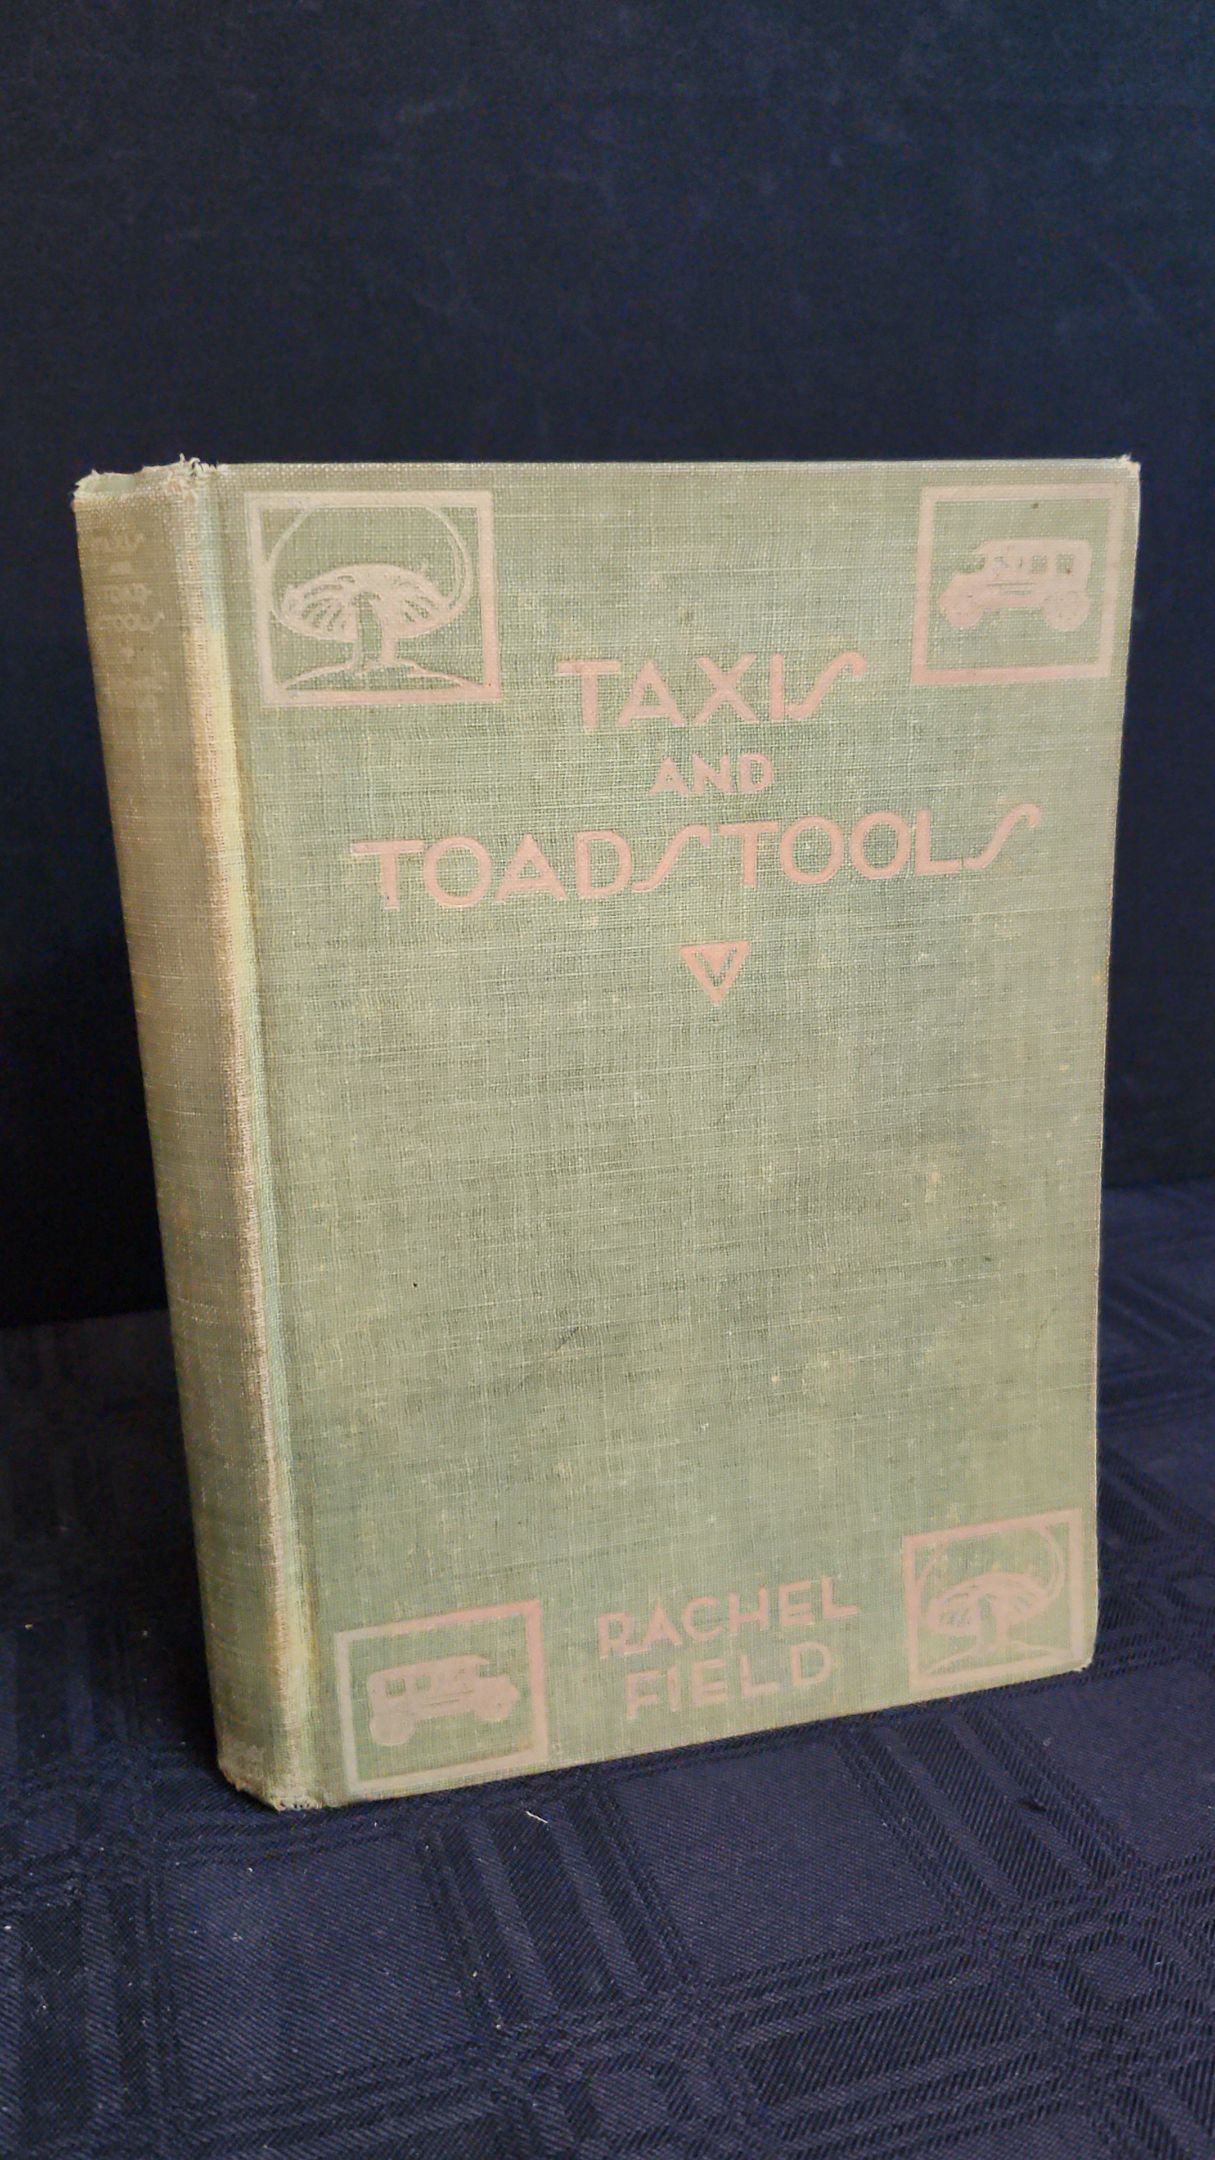 TAXIS
AND
TOADSTOOLS
RACHEL
FIELD